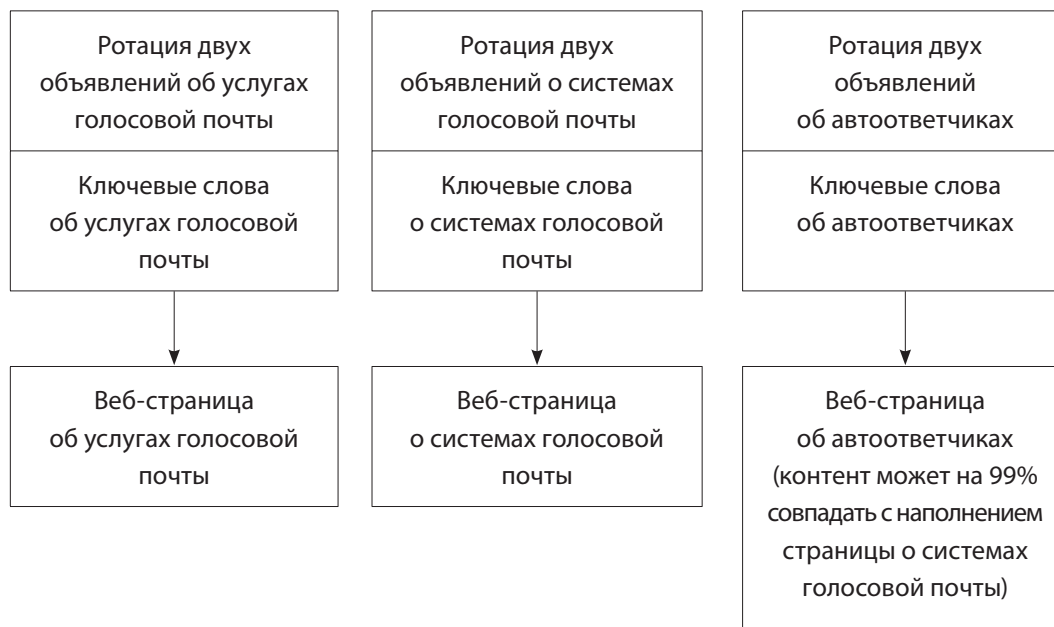 Ротация двух
объявлений об услугах
голосовой почты
Ключевые слова
об услугах голосовой
почты
Веб-страница
об услугах голосовой
почты
Ротация двух
объявлений о системах
голосовой почты
Ключевые слова
о системах голосовой
почты
Веб-страница
о системах голосовой
почты
Ротация двух
объявлений
об автоответчиках
Ключевые слова
об автоответчиках
Веб-страница
об автоответчиках
(контент может на 99%
совпадать с наполнением
страницы о системах
голосовой почты)